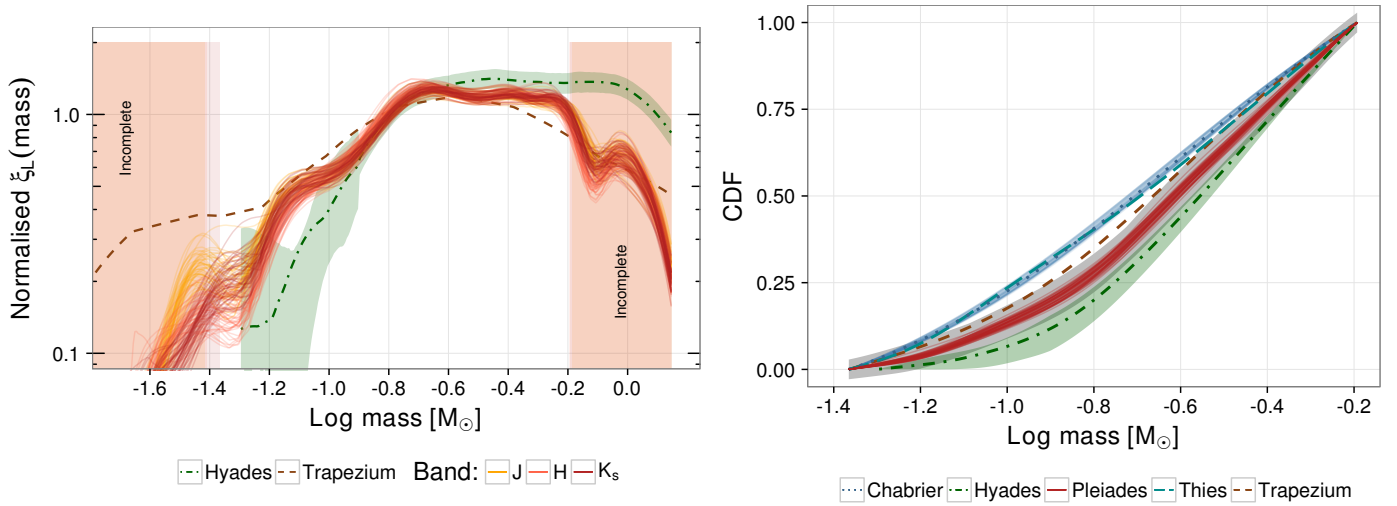 Normalised ξL(mass)
1.0
0.1
Incomplete
Incomplete
-1.6 -1.4 -1.2 -1.0 -0.8 -0.6 -0.4 -0.2 0.0
Log mass [M☉]
Hyades Trapezium Band: J H Ks
CDF
1.00
0.75
0.50
0.25
0.00
-1.4 -1.2 -1.0 -0.8 -0.6 -0.4 -0.2
Log mass [M☉]
Chabrier Hyades Pleiades Thies Trapezium